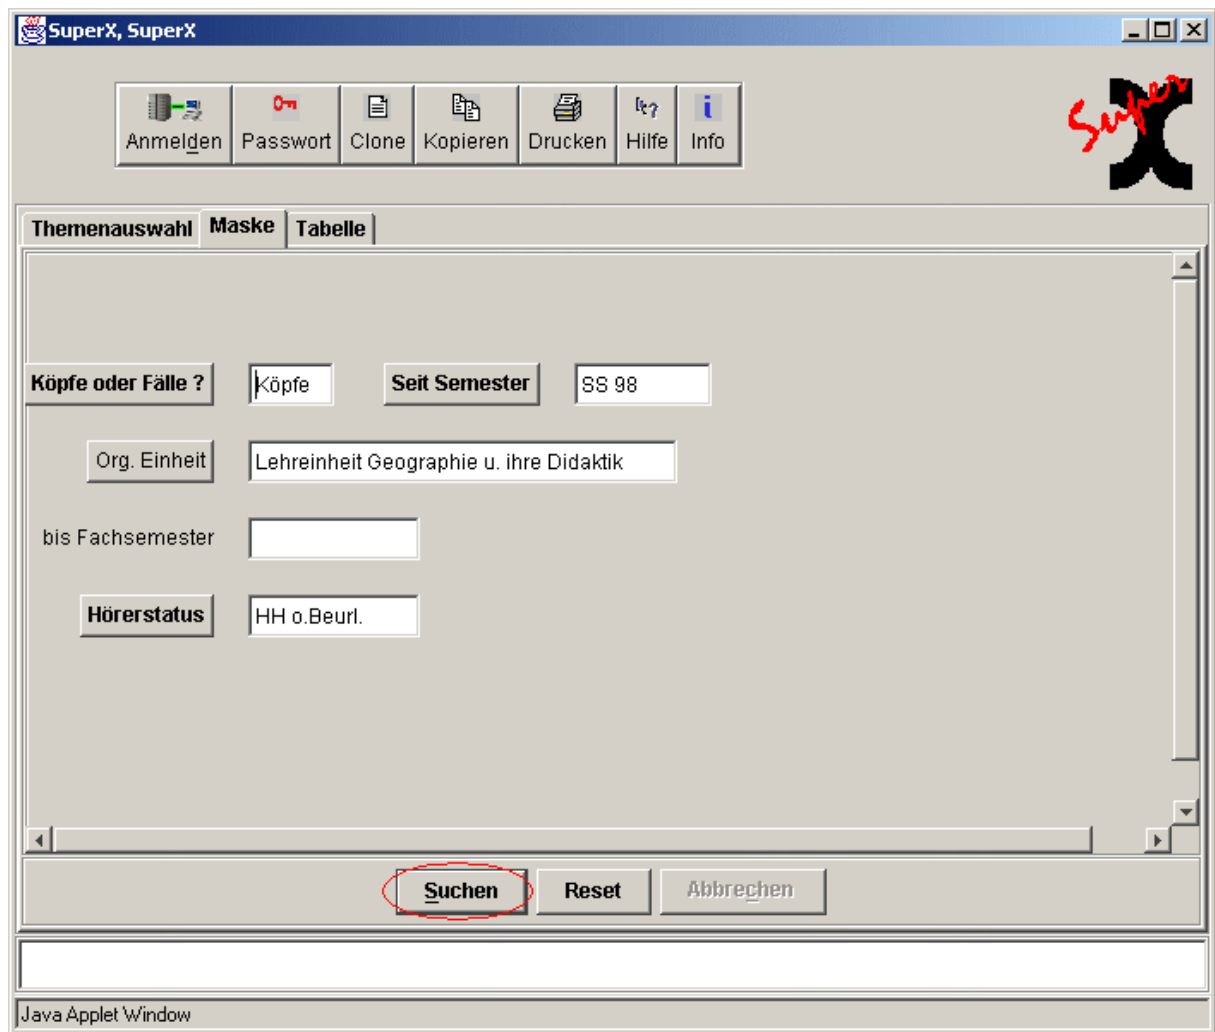 SuperX, SuperX
Anmelden Passwort Clone Kopieren Drucken Hilfe Info
Super X
Themenauswahl Maske Tabelle
Köpfe oder Fälle ? Köpfe Seit Semester SS 98
Org. Einheit Lehreinheit Geographie u. ihre Didaktik
bis Fachsemester
Hörerstatus HH o.Beurl.
Suchen Reset Abbrechen
Java Applet Window